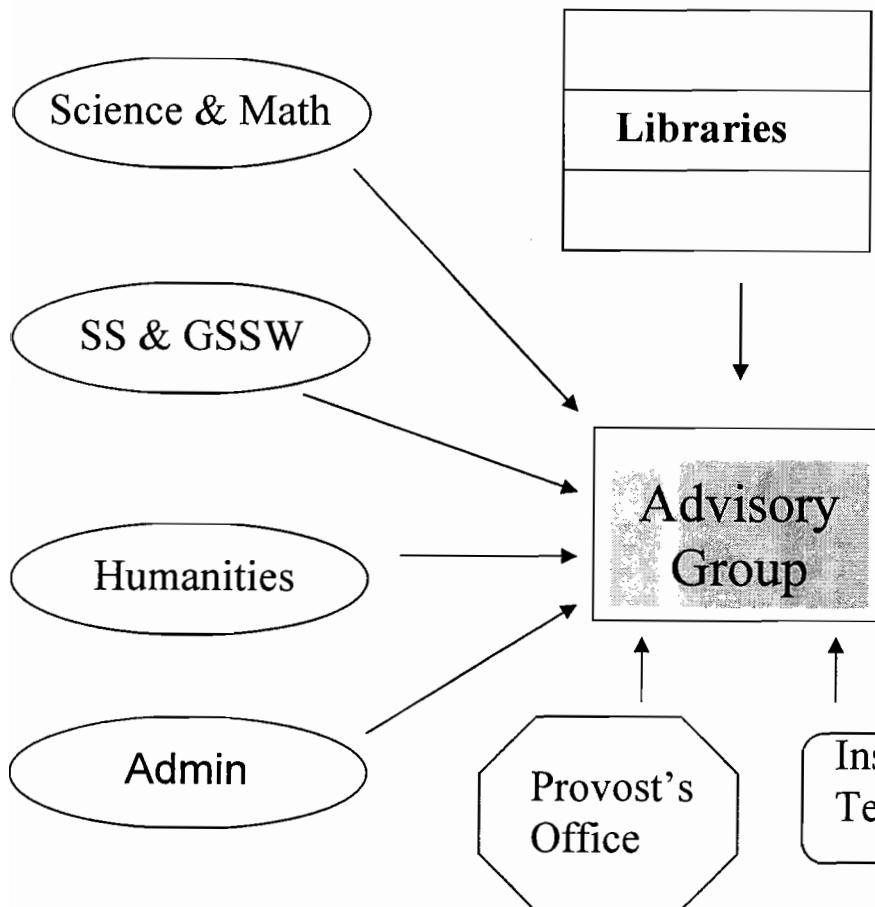 Science & Math
Libraries
SS & GSSW
Advisory
Group
Humanities
Admin
Provost's
Office